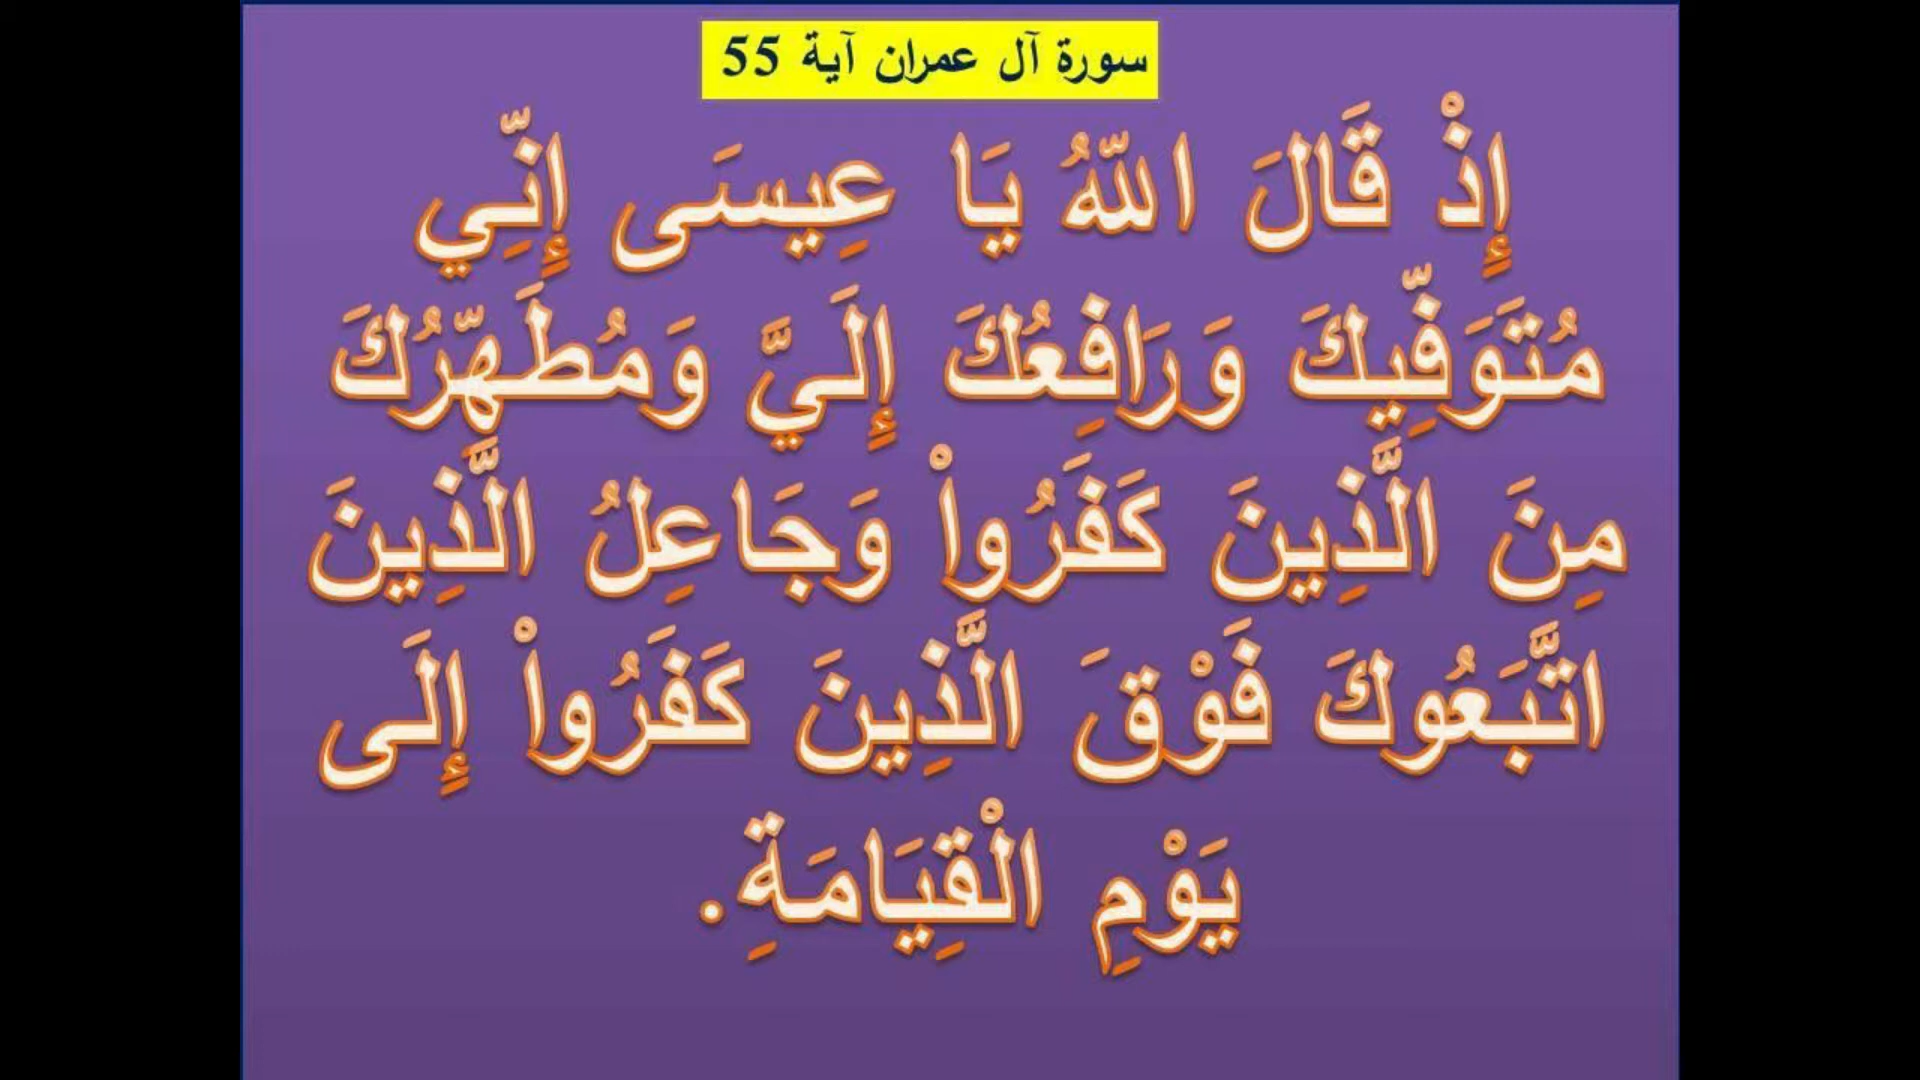 سورة آل عمران آية 55
إِذْ قَالَ اللّهُ يَا عِيسَى إِنِّي
مُتَوَفِّيكَ وَرَافِعُكَ إِلَيَّ وَمُطَهِّرُكَ
مِنَ الَّذِينَ كَفَرُواْ وَجَاعِلُ الَّذِينَ
اتَّبَعُوكَ فَوْقَ الَّذِينَ كَفَرُواْ إِلَى
يَوْمِ الْقِيَامَةِ.